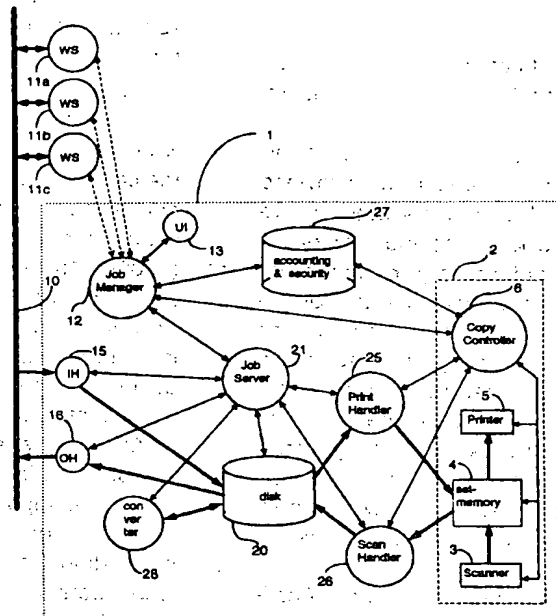 WS
11a
WS
11b
WS
11c
1
UI
13
27
accounting
& security
2
Job
Manager
12
6
Copy
Controller
10
15
IH
21
Job
Server
25
Print
Handler
5
Printer
16
OH
4
set-
memory
disk
20
con
ver
ter
28
Scan
Handler
26
3
Scanner